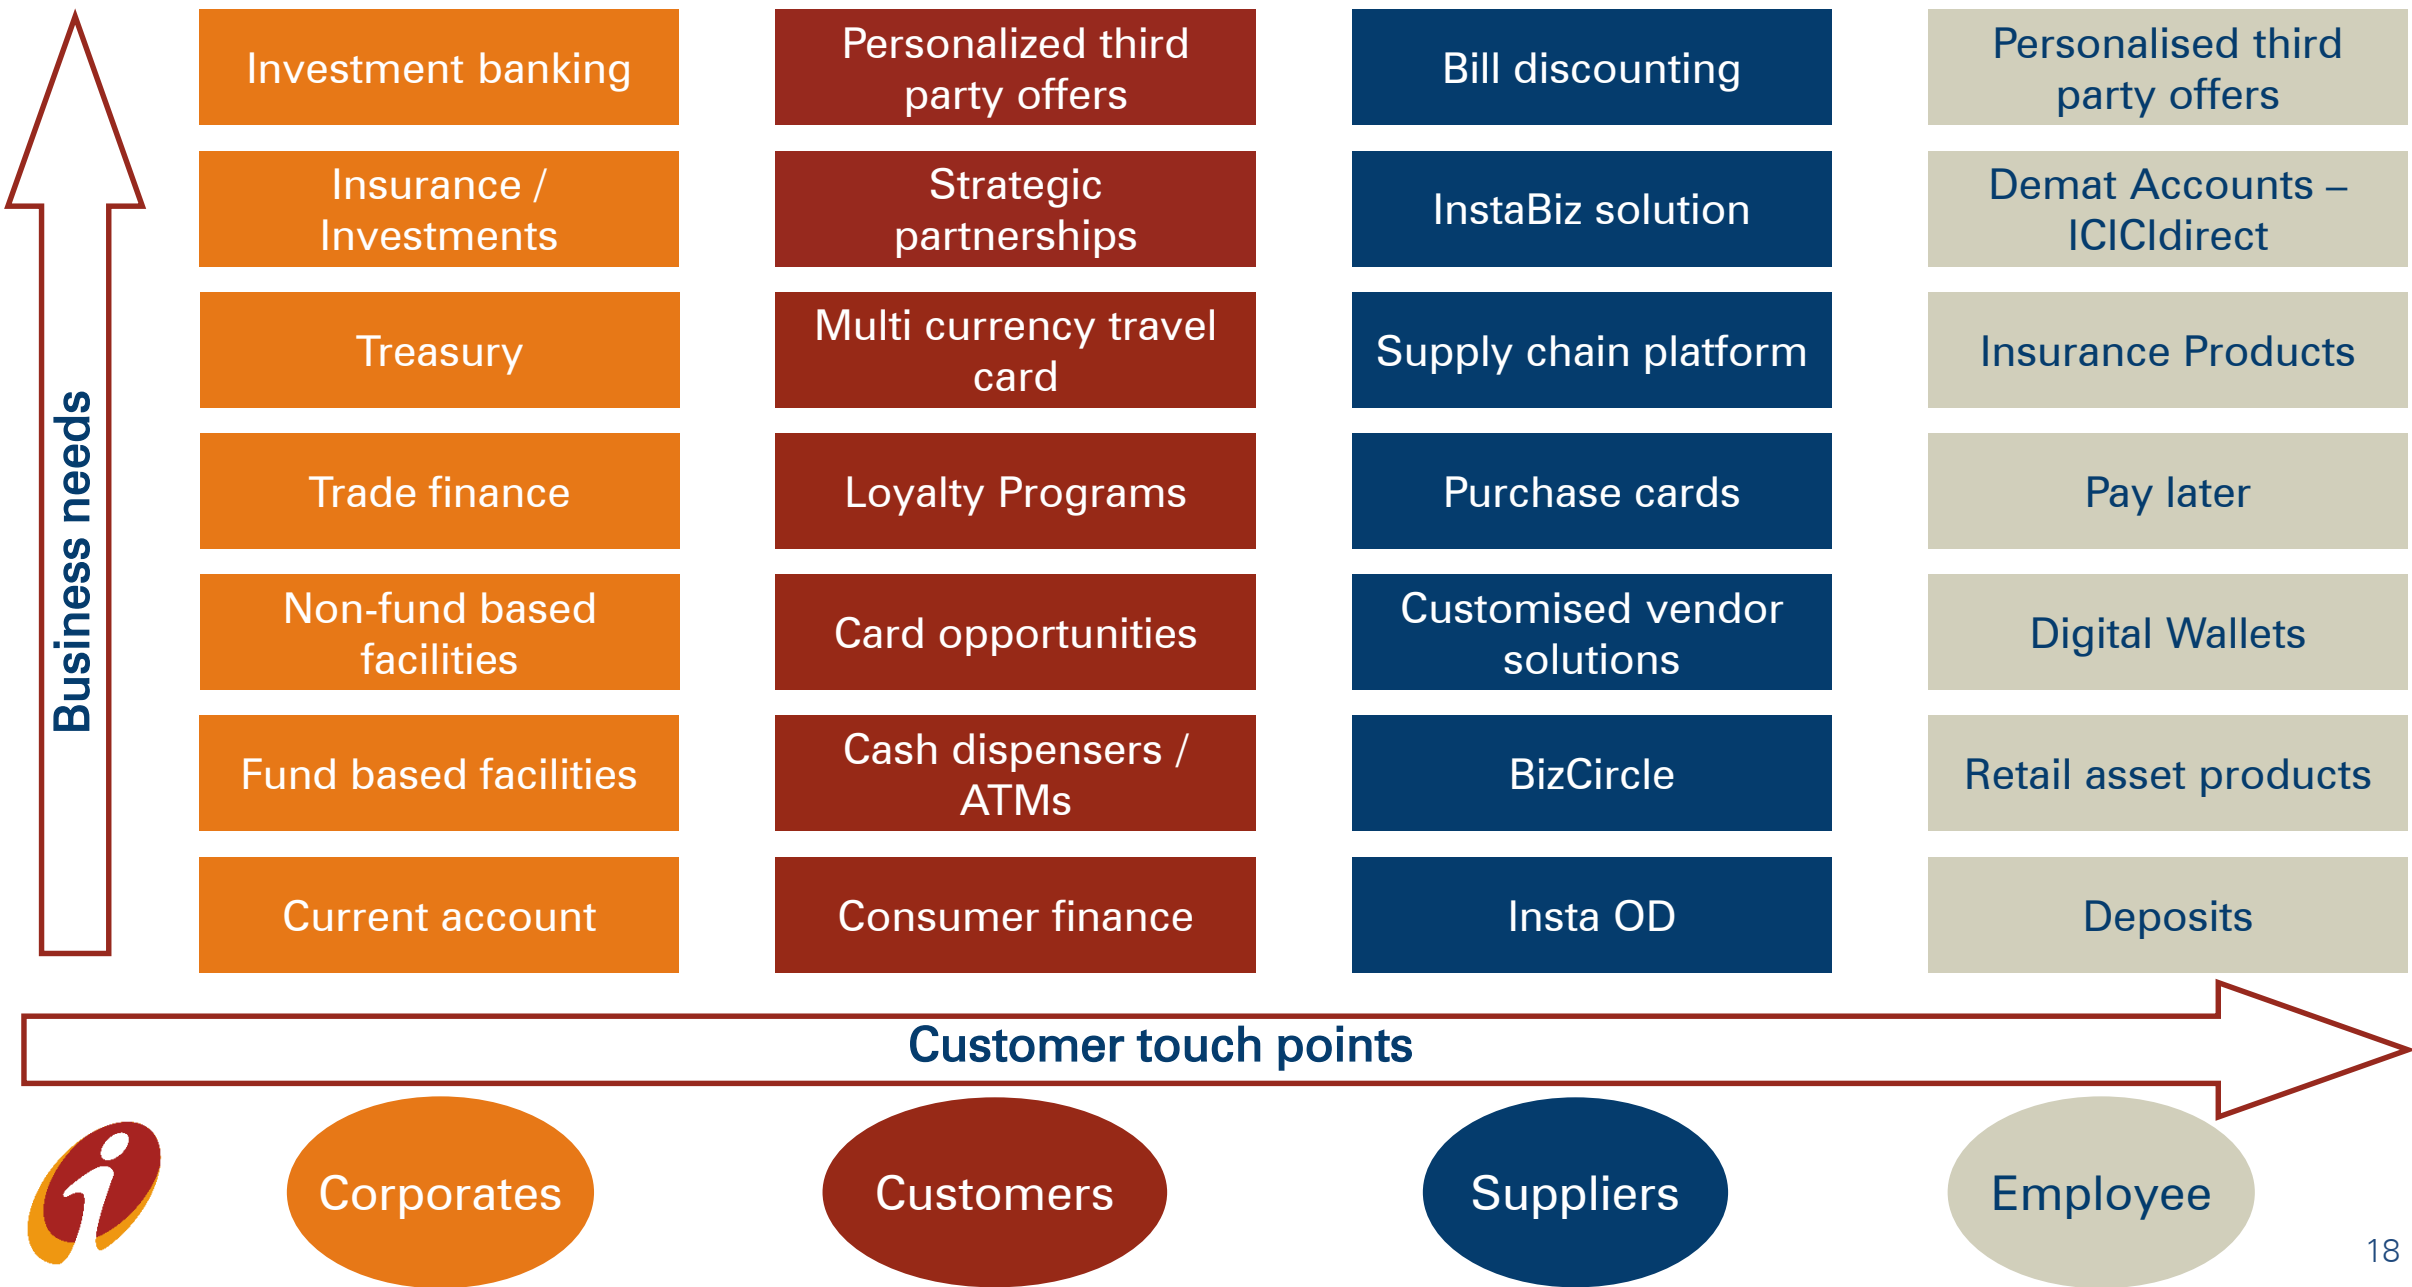 Business needs
Investment banking
Personalized third
party offers
Bill discounting
Personalised third
party offers
Insurance /
Investments
Strategic
partnerships
InstaBiz solution
Demat Accounts –
ICICIdirect
Treasury
Multi currency travel
card
Supply chain platform
Insurance Products
Trade finance
Loyalty Programs
Purchase cards
Pay later
Non-fund based
facilities
Card opportunities
Customised vendor
solutions
Digital Wallets
Fund based facilities
Cash dispensers /
ATMs
BizCircle
Retail asset products
Current account
Consumer finance
Insta OD
Deposits
Customer touch points
Corporates
Customers
Suppliers
Employee
18